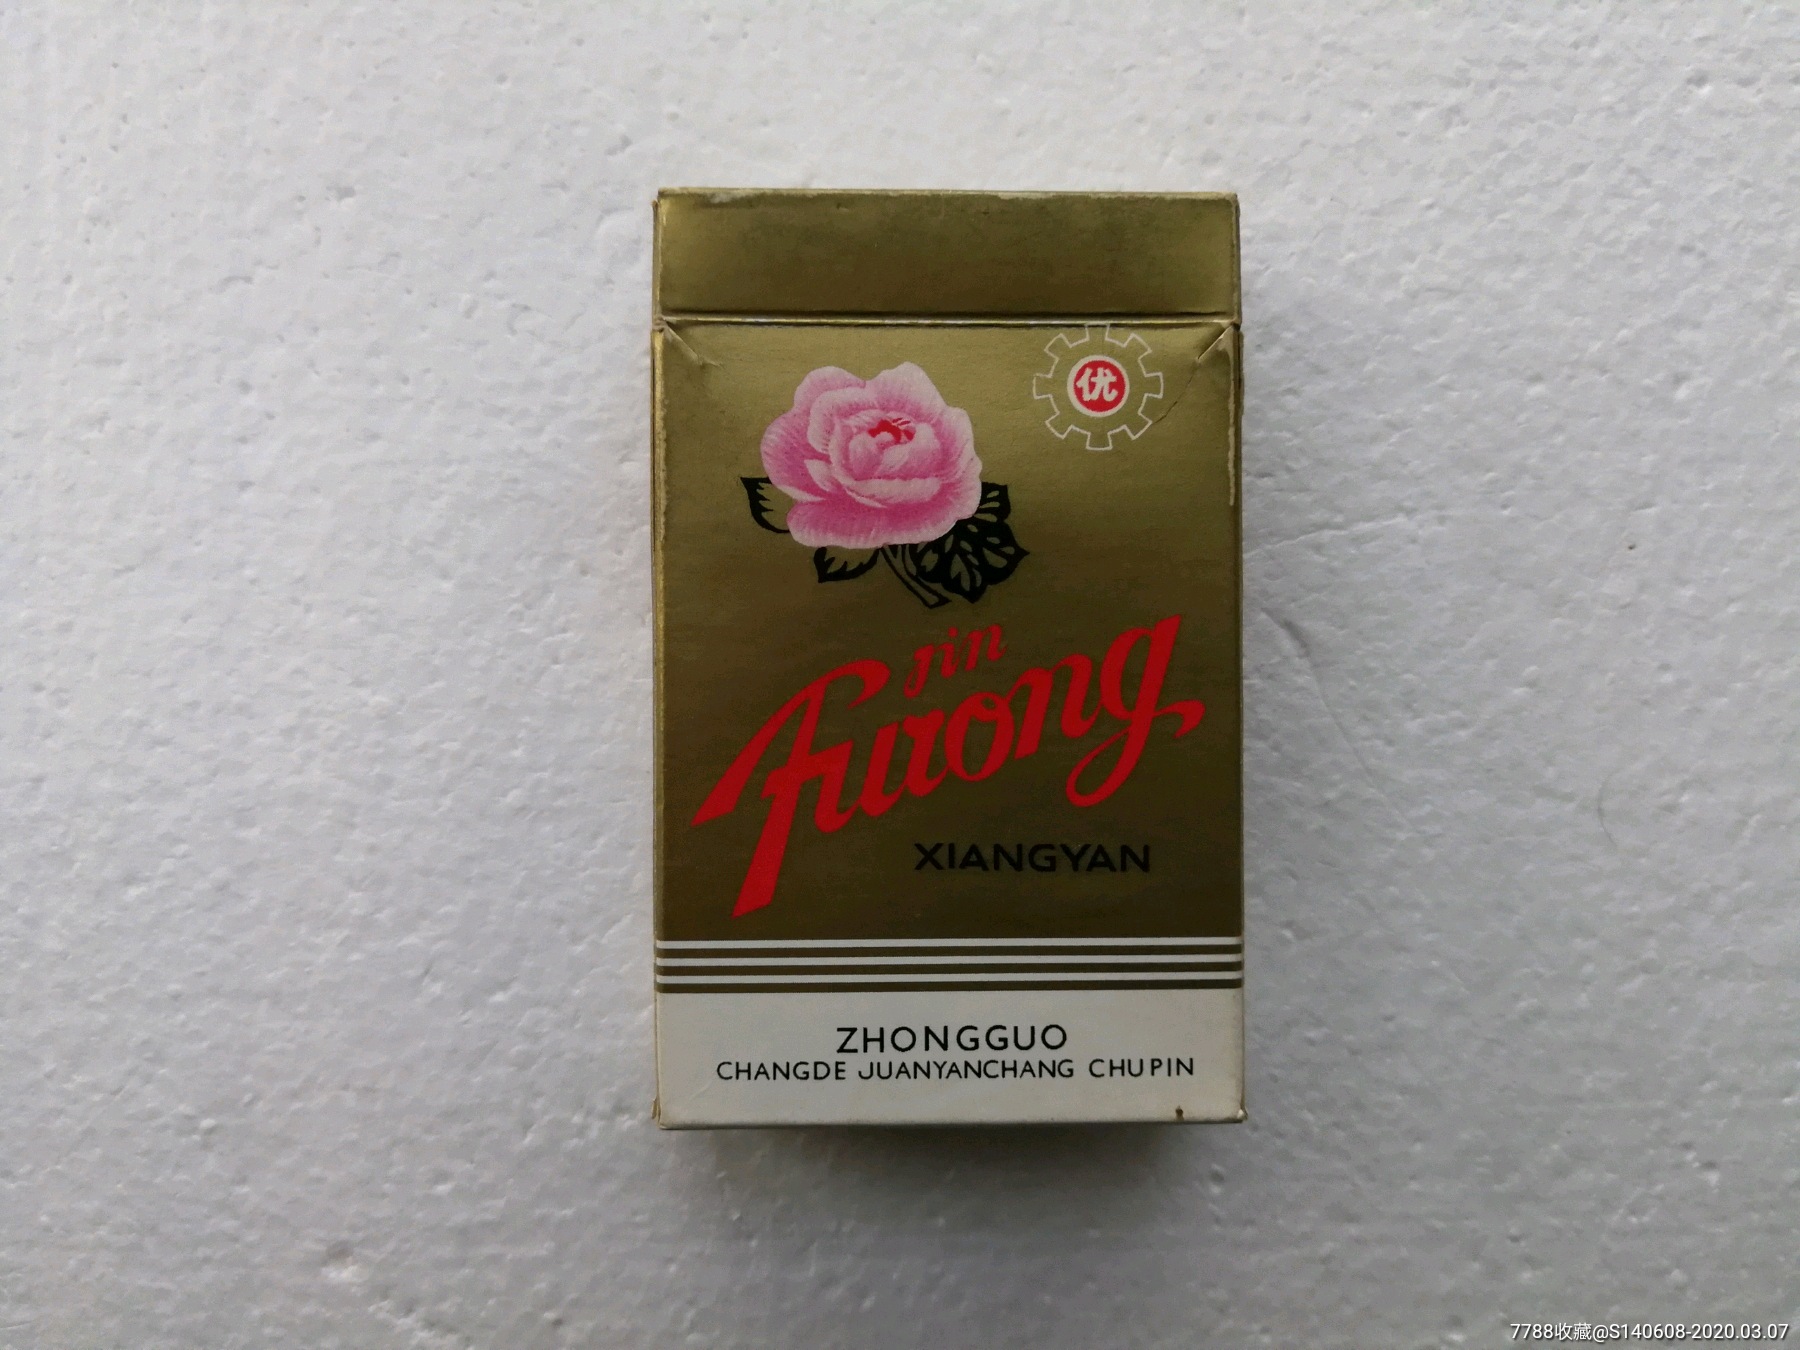 优
Jin
Furong
XIANGYAN
ZHONGGUO
CHANGDE JUANYANCHANG CHUPIN
7788收藏@S140608-2020.03.07